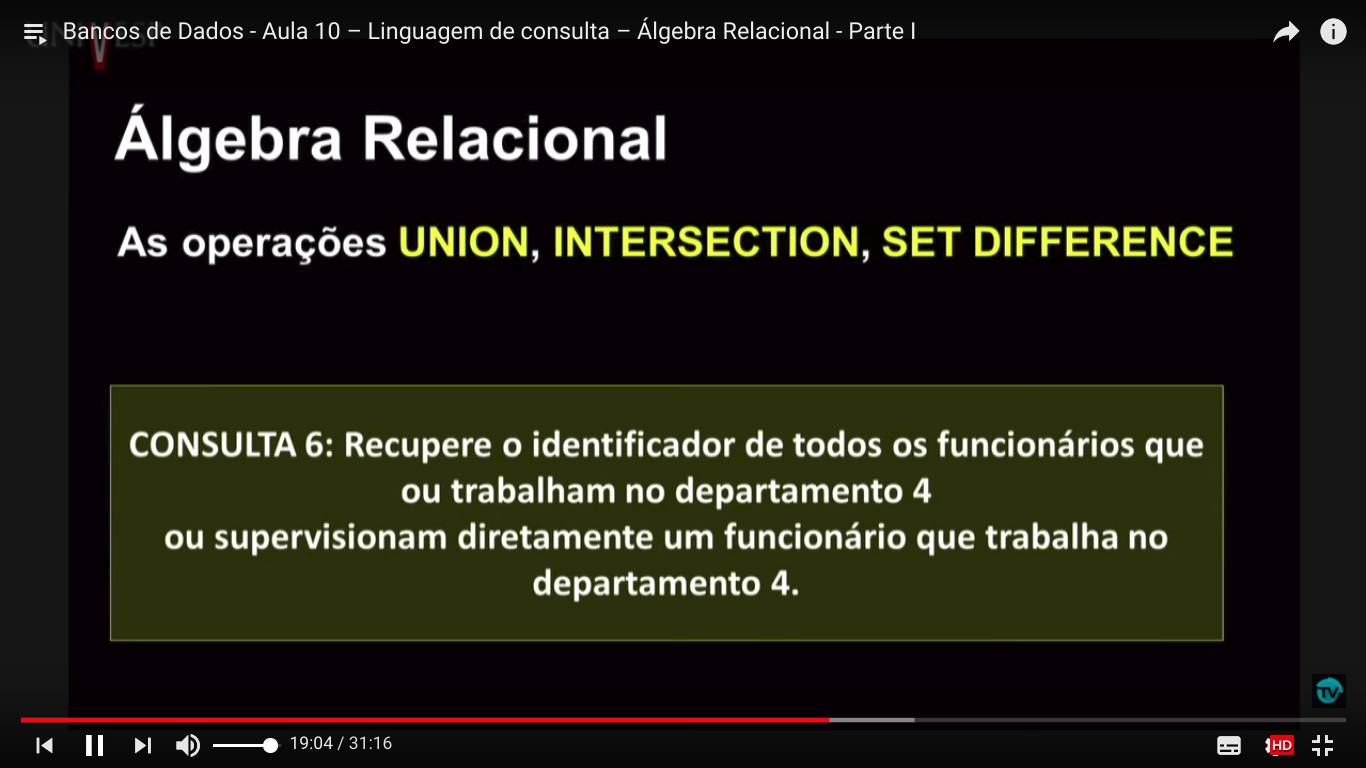 Bancos de Dados - Aula 10 – Linguagem de consulta – Álgebra Relacional - Parte I
Álgebra Relacional
As operações UNION, INTERSECTION, SET DIFFERENCE
CONSULTA 6: Recupere o identificador de todos os funcionários que
ou trabalham no departamento 4
ou supervisionam diretamente um funcionário que trabalha no
departamento 4.
TV
19:04 / 31:16
HD